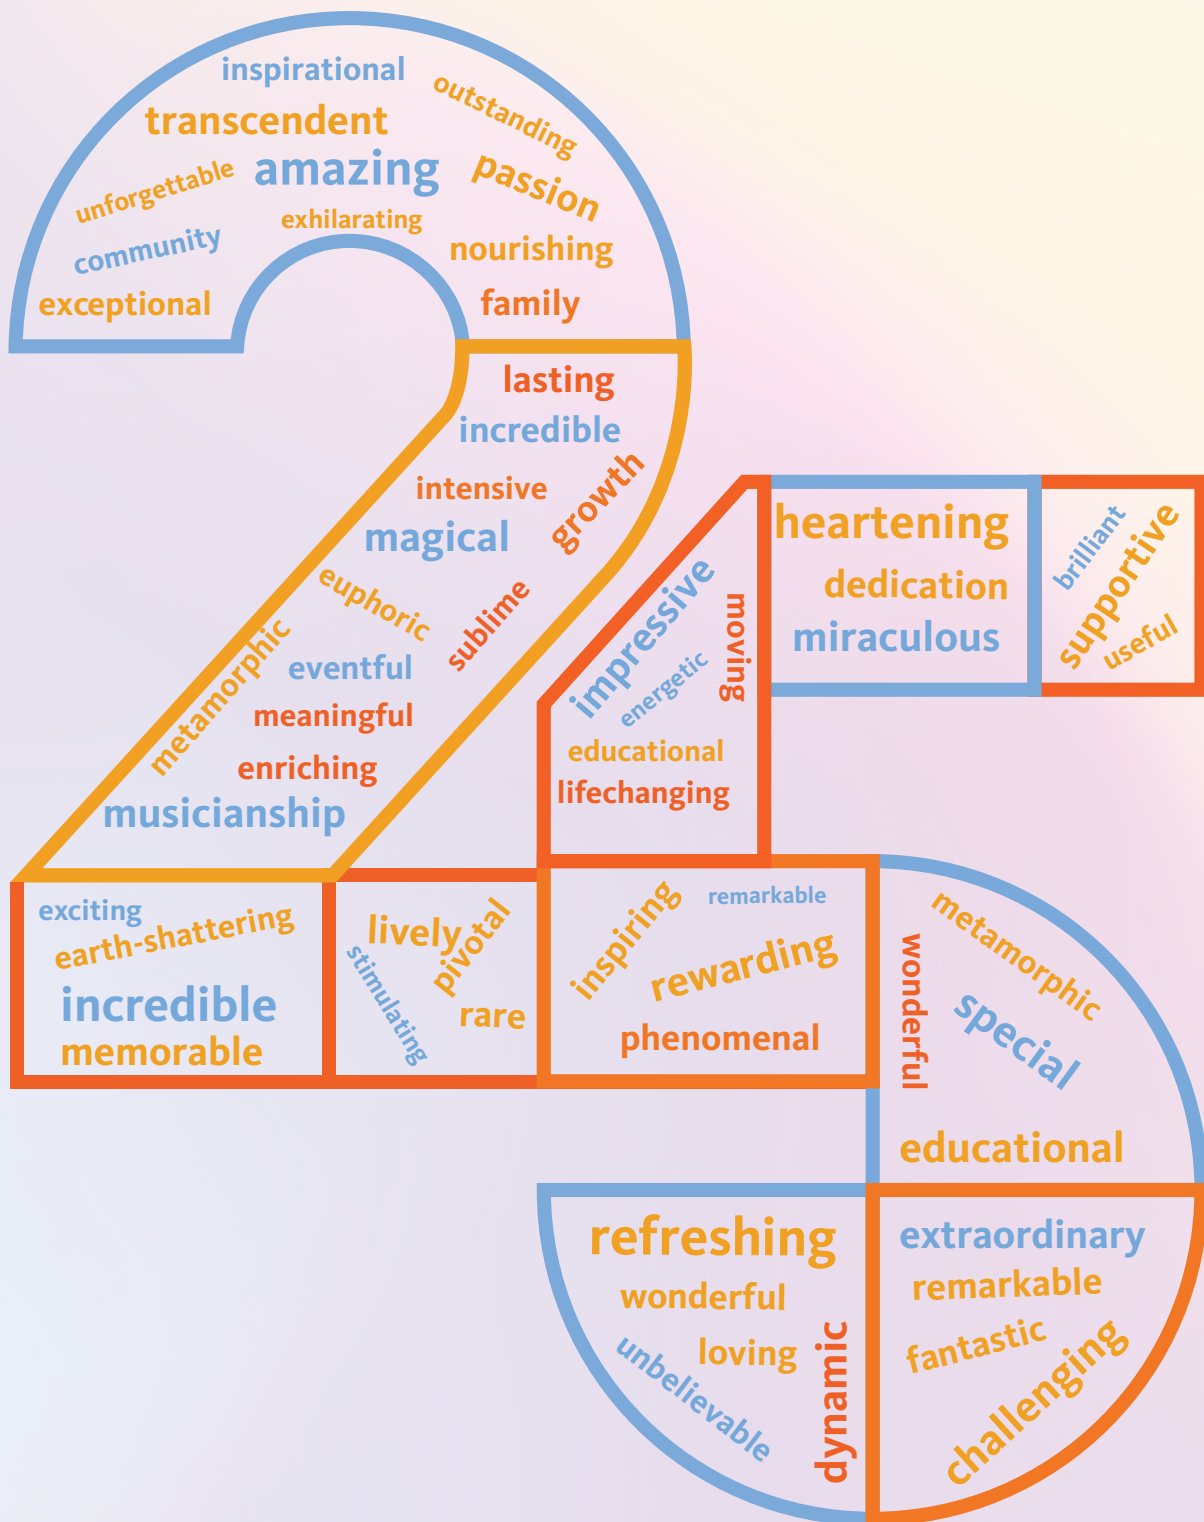 inspirational
outstanding
transcendent
amazing
passion
unforgettable
exhilarating
community
nourishing
exceptional
family
lasting
incredible
intensive
growth
magical
euphoric
sublime
metamorphic
eventful
meaningful
enriching
musicianship
impressive
moving
energetic
educational
lifechanging
heartening
dedication
miraculous
brilliant
supportive
useful
exciting
earth-shattering
incredible
memorable
lively
pivotal
stimulating
rare
inspiring
remarkable
rewarding
phenomenal
metamorphic
wonderful
special
educational
refreshing
wonderful
loving
unbelievable
dynamic
extraordinary
remarkable
fantastic
challenging